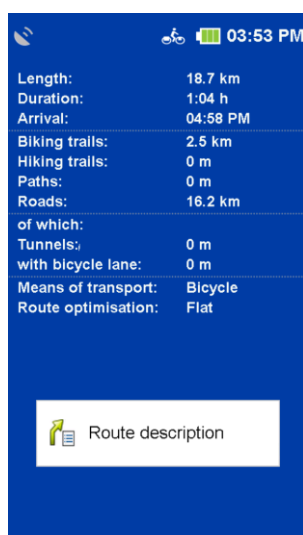 03:53 PM
Length: 18.7 km
Duration: 1:04 h
Arrival: 04:58 PM
Biking trails: 2.5 km
Hiking trails: 0 m
Paths: 0 m
Roads: 16.2 km
of which:
Tunnels: 0 m
with bicycle lane: 0 m
Means of transport: Bicycle
Route optimisation: Flat
Route description